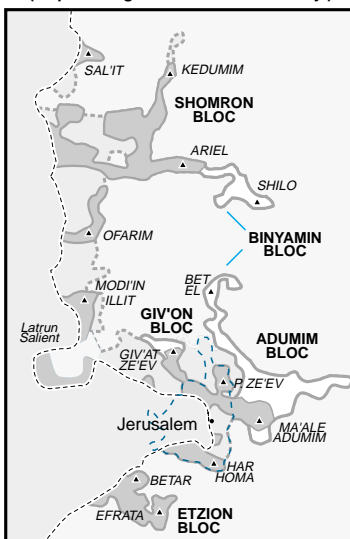 SAL'IT
KEDUMIM
SHOMRON
BLOC
ARIEL
SHILO
OFARIM
BINYAMIN
BLOC
BET
EL
MODI'IN
ILLIT
GIV'ON
BLOC
Latrun
Salient
GIV'AT
ZE'EV
ADUMIM
BLOC
P. ZE'EV
Jerusalem
MA'ALE
ADUMIM
HAR
HOMA
BETAR
EFRATA
ETZION
BLOC